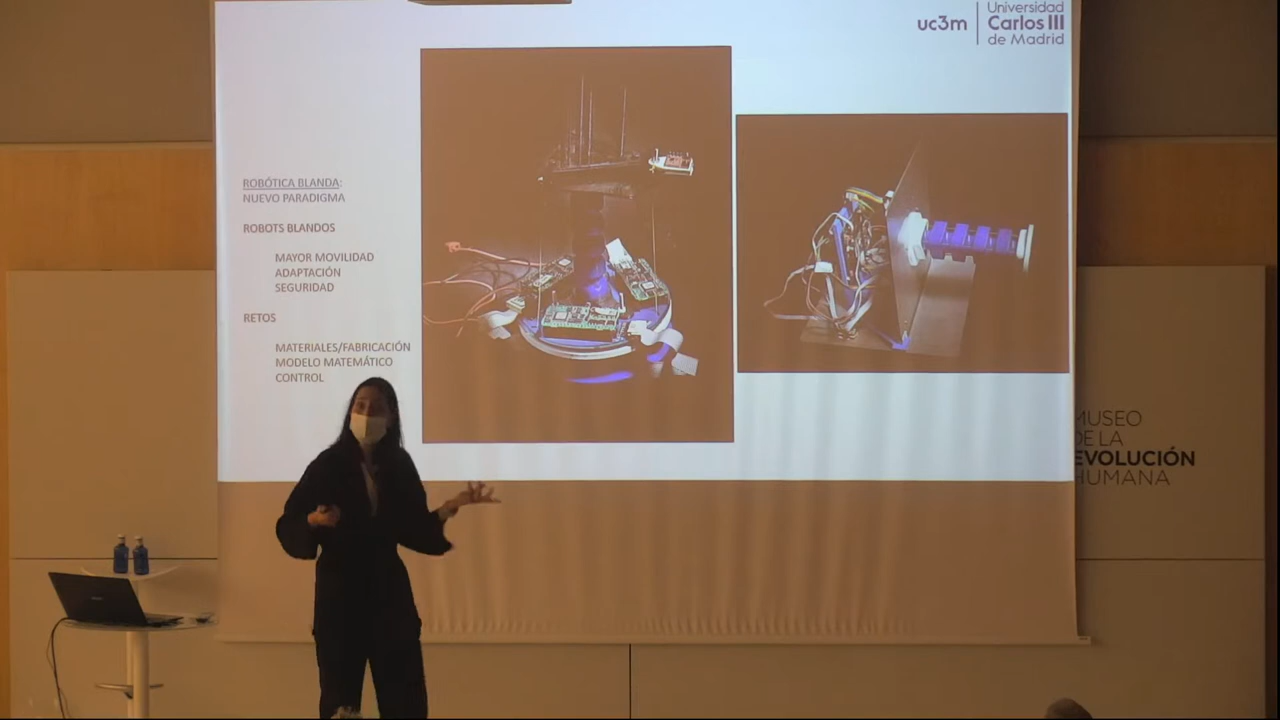 uc3m
Universidad
Carlos III
de Madrid
ROBÓTICA BLANDA:
NUEVO PARADIGMA
ROBOTS BLANDOS
MAYOR MOVILIDAD
ADAPTACIÓN
SEGURIDAD
RETOS
MATERIALES/FABRICACIÓN
MODELO MATEMÁTICO
CONTROL
MUSEO
DE LA
EVOLUCIÓN
HUMANA